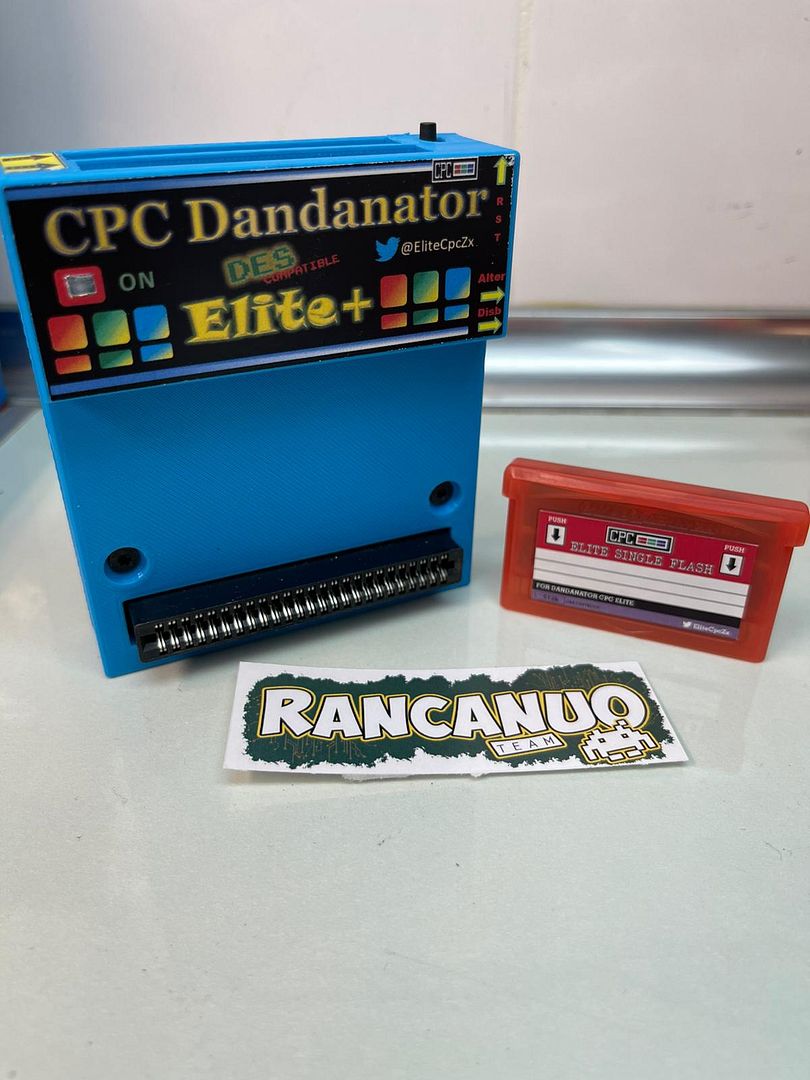 CPC
CPC Dandanator
R
S
T
@EliteCpcZx
ON
DES
COMPATIBLE
Elite+
Alter
Disb
PUSH
CPC
PUSH
ELITE SINGLE FLASH
FOR DANDANATOR CPC ELITE
EliteCpcZx
RANCANUO
TEAM